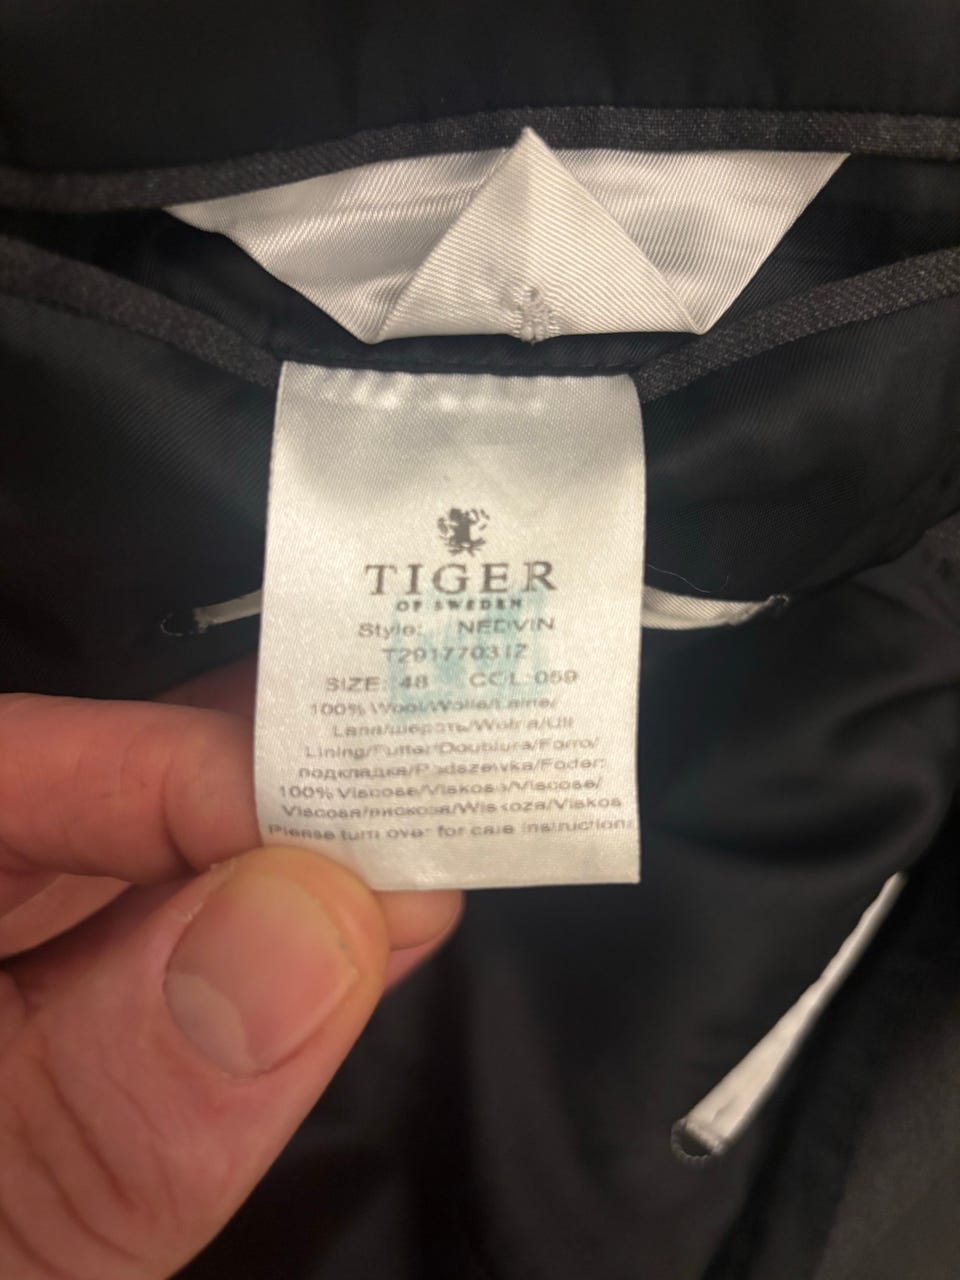 TIGER
OF SWEDEN
Style: NEDVIN
T29177031Z
SIZE: 48 COL: 059
100% Wool/Wolle/Laine/
Lana/шерсть/Wełna/Ull
Lining/Futter/Doublure/Forro/
подкладка/Podszewka/Foder:
100% Viscose/Viskose/Viscose/
Viscosa/вискоза/Wiskoza/Viskos
Please turn over for care instructions